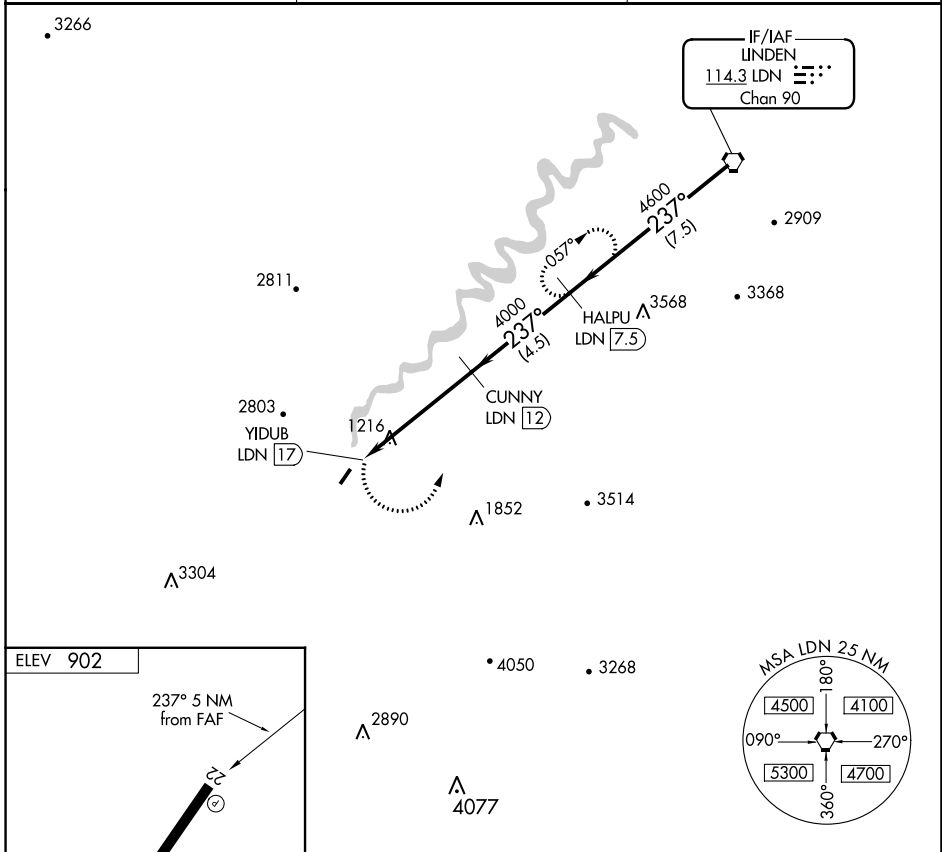 3266
IF/IAF
LINDEN
114.3 LDN
Chan 90
4600
237°
(7.5)
2909
057°
2811
3568
3368
HALPU
LDN 7.5
4000
237°
(4.5)
CUNNY
LDN 12
2803
1216
YIDUB
LDN 17
1852
3514
3304
ELEV 902
237° 5 NM
from FAF
22
P
4050
3268
2890
4077
MSA LDN 25 NM
180°
4500
4100
090°
270°
5300
4700
360°